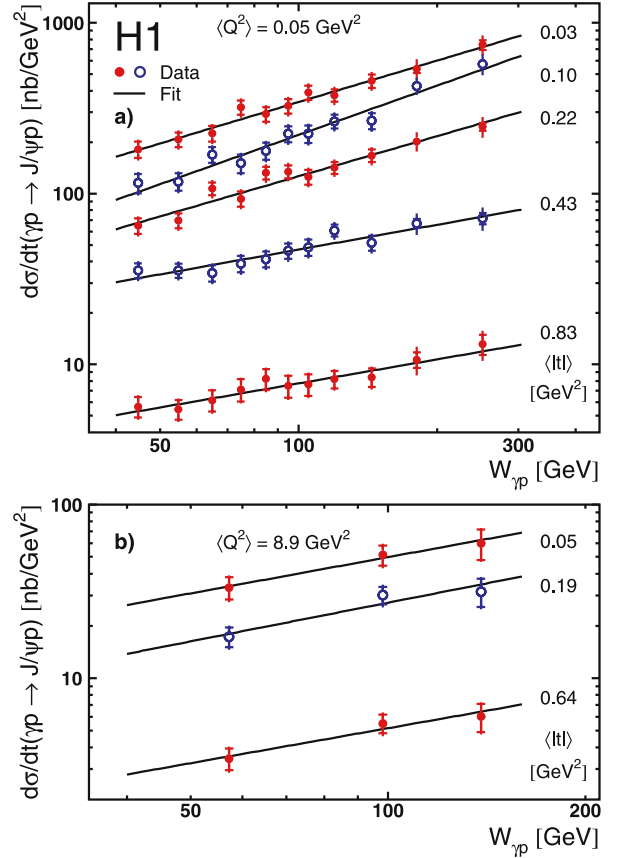 H1
⟨Q²⟩ = 0.05 GeV²
Data
Fit
a)
dσ/dt(γp → J/ψp) [nb/GeV²]
1000
100
10
0.03
0.10
0.22
0.43
0.83
⟨ltl⟩
[GeV²]
50
100
300
W_γp [GeV]
b)
⟨Q²⟩ = 8.9 GeV²
dσ/dt(γp → J/ψp) [nb/GeV²]
100
10
0.05
0.19
0.64
⟨ltl⟩
[GeV²]
50
100
200
W_γp [GeV]